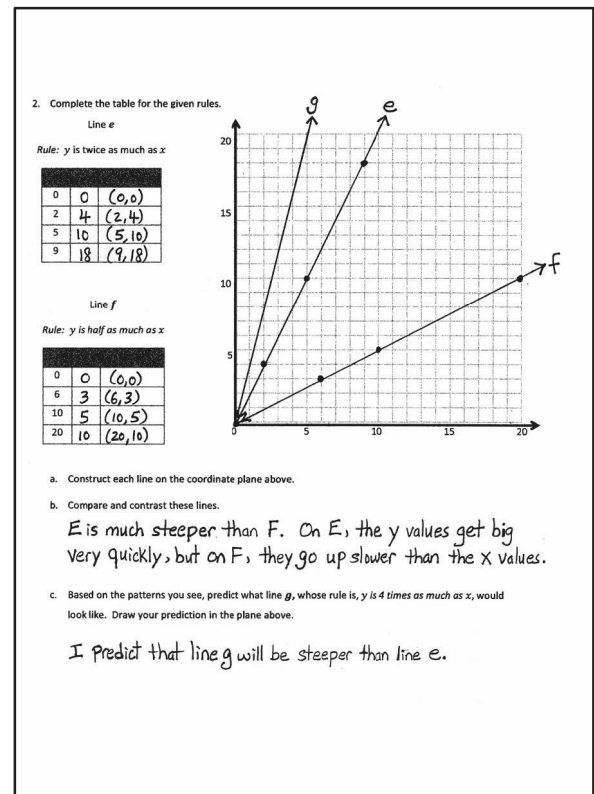 2. Complete the table for the given rules.
Line e
Rule: y is twice as much as x
0 0 (0,0)
2 4 (2,4)
5 10 (5,10)
9 18 (9,18)
Line f
Rule: y is half as much as x
0 0 (0,0)
6 3 (6,3)
10 5 (10,5)
20 10 (20,10)
g e
20
15
10
f
5
0 5 10 15 20
a. Construct each line on the coordinate plane above.
b. Compare and contrast these lines.
E is much steeper than F. On E, the y values get big
very quickly, but on F, they go up slower than the x values.
c. Based on the patterns you see, predict what line g, whose rule is, y is 4 times as much as x, would
look like. Draw your prediction in the plane above.
I predict that line g will be steeper than line e.